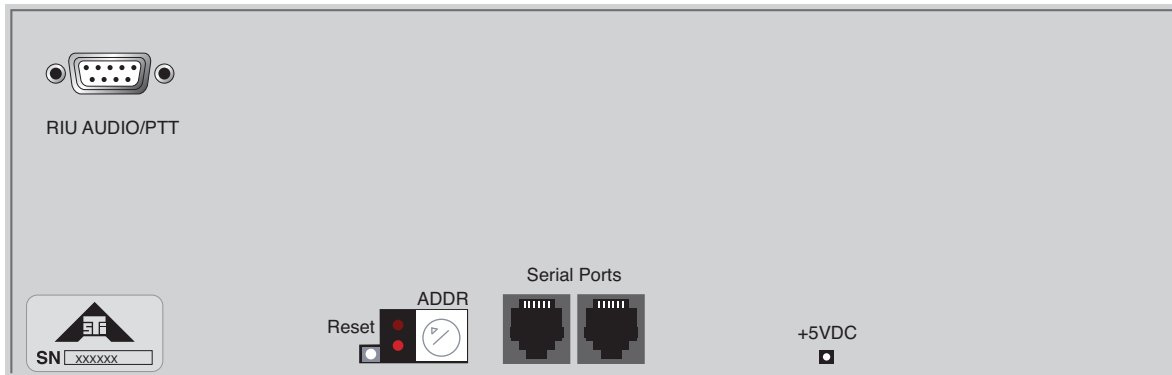 RIU AUDIO/PTT
Serial Ports
ADDR
Reset
+5VDC
SN xxxxxx